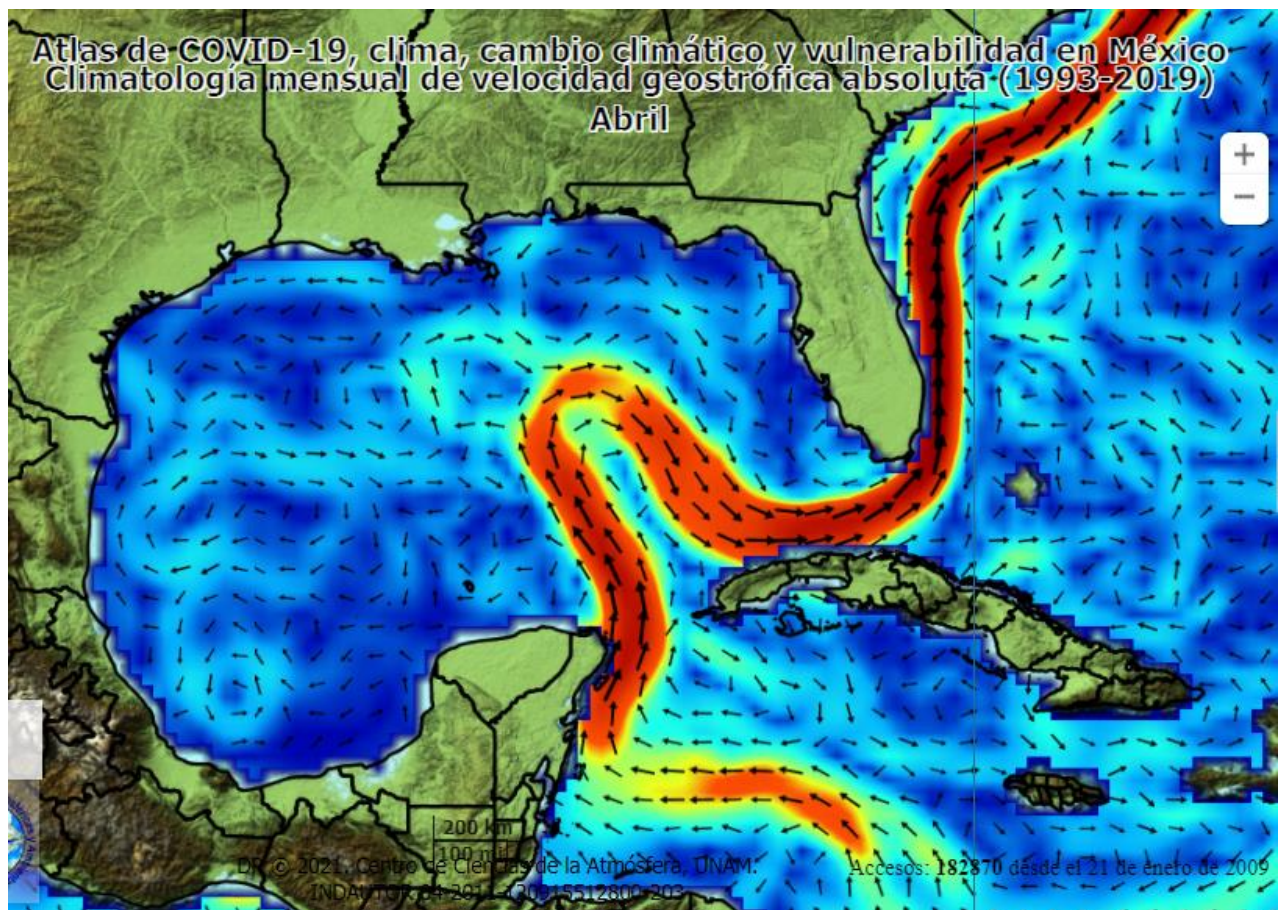 Atlas de COVID-19, clima, cambio climático y vulnerabilidad en México
Climatología mensual de velocidad geostrófica absoluta (1993-2019)
Abril
+
−
200 km
100 mi
DR © 2021. Centro de Ciencias de la Atmósfera, UNAM.
INDAUTOR
Accesos: 182870 desde el 21 de enero de 2009